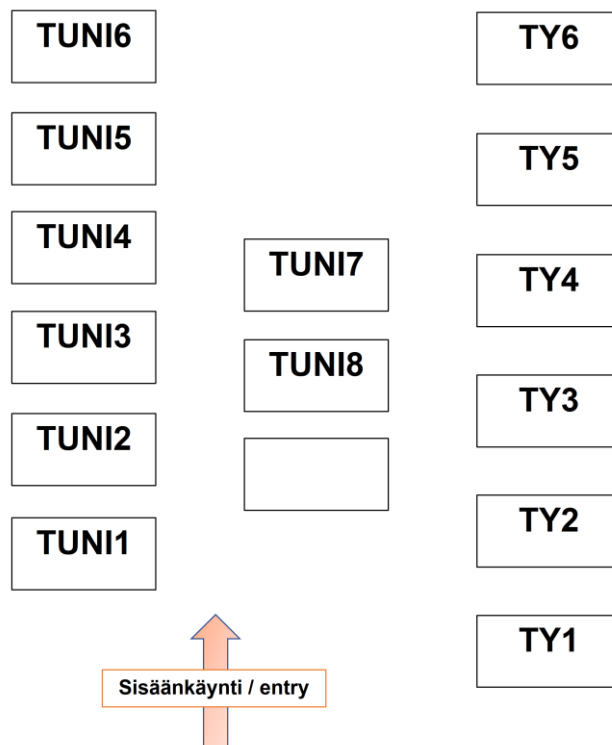 TUNI6
TY6
TUNI5
TY5
TUNI4
TUNI7
TY4
TUNI3
TUNI8
TY3
TUNI2
TY2
TUNI1
TY1
Sisäänkäynti / entry